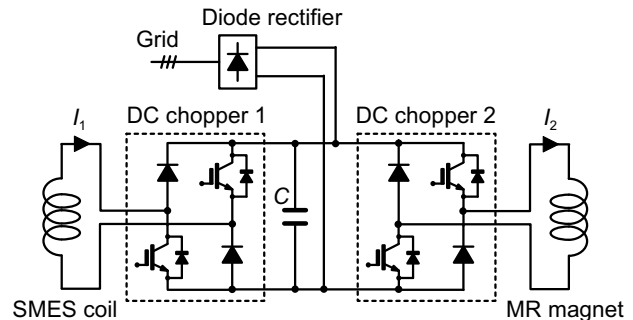 Diode rectifier
Grid
I1
DC chopper 1
DC chopper 2
I2
C
SMES coil
MR magnet